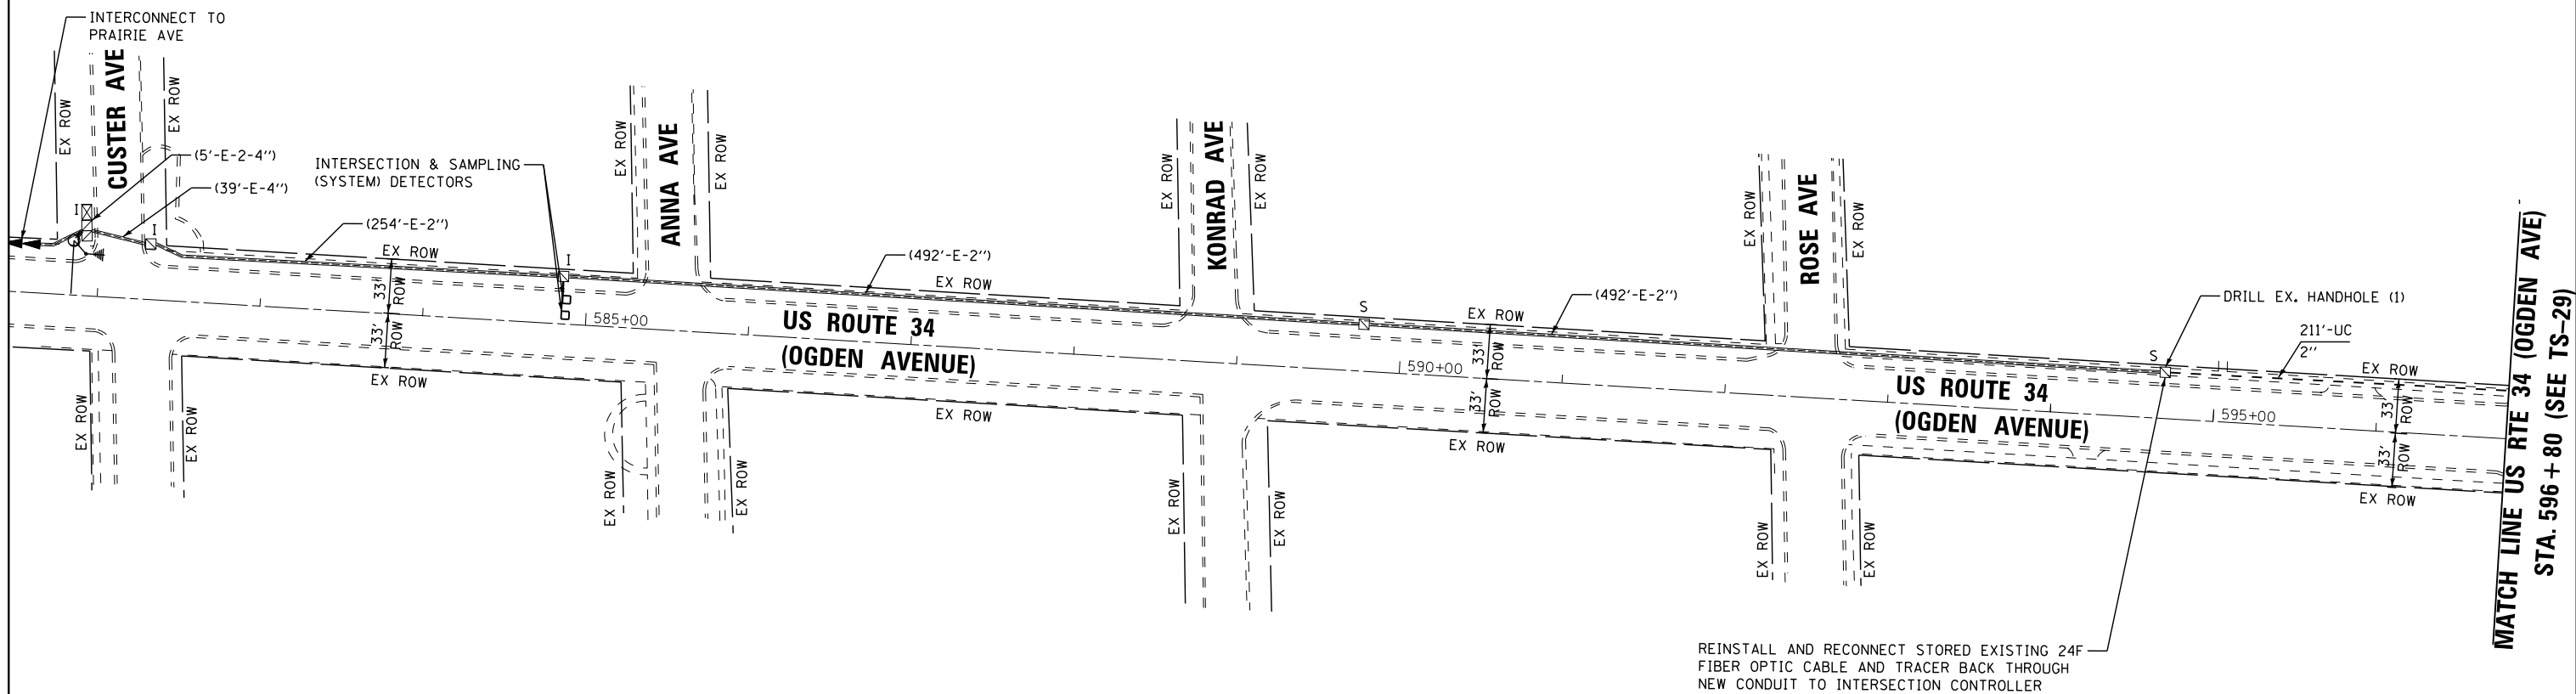 INTERCONNECT TO
PRAIRIE AVE
CUSTER AVE
EX ROW
EX ROW
(5'-E-2-4'')
(39'-E-4'')
I
I
(254'-E-2'')
INTERSECTION & SAMPLING
(SYSTEM) DETECTORS
EX ROW
33'
ROW
33'
ROW
EX ROW
EX ROW
EX ROW
I
585+00
ANNA AVE
EX ROW
EX ROW
(492'-E-2'')
EX ROW
US ROUTE 34
(OGDEN AVENUE)
EX ROW
EX ROW
EX ROW
KONRAD AVE
EX ROW
EX ROW
S
EX ROW
(492'-E-2'')
590+00
33'
ROW
33'
ROW
EX ROW
EX ROW
EX ROW
ROSE AVE
EX ROW
EX ROW
US ROUTE 34
(OGDEN AVENUE)
EX ROW
EX ROW
S
DRILL EX. HANDHOLE (1)
211'-UC
2''
EX ROW
595+00
33'
ROW
33'
ROW
EX ROW
REINSTALL AND RECONNECT STORED EXISTING 24F
FIBER OPTIC CABLE AND TRACER BACK THROUGH
NEW CONDUIT TO INTERSECTION CONTROLLER
MATCH LINE US RTE 34 (OGDEN AVE)
STA. 596+80 (SEE TS-29)